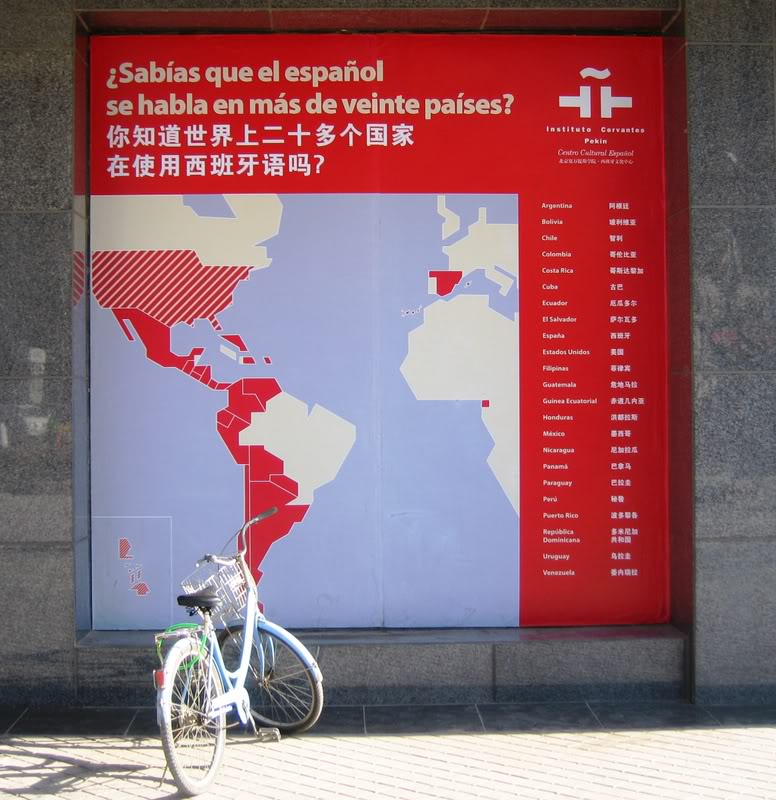 ¿Sabías que el español
se habla en más de veinte países?
你知道世界上二十多个国家
在使用西班牙语吗?
Instituto Cervantes
Pekín
Centro Cultural Español
Argentina 阿根廷
Bolivia 玻利维亚
Chile 智利
Colombia 哥伦比亚
Costa Rica 哥斯达黎加
Cuba 古巴
Ecuador 厄瓜多尔
El Salvador 萨尔瓦多
España 西班牙
Estados Unidos 美国
Filipinas 菲律宾
Guatemala 危地马拉
Guinea Ecuatorial 赤道几内亚
Honduras 洪都拉斯
México 墨西哥
Nicaragua 尼加拉瓜
Panamá 巴拿马
Paraguay 巴拉圭
Perú 秘鲁
Puerto Rico 波多黎各
República 多米尼加
Dominicana 共和国
Uruguay 乌拉圭
Venezuela 委内瑞拉